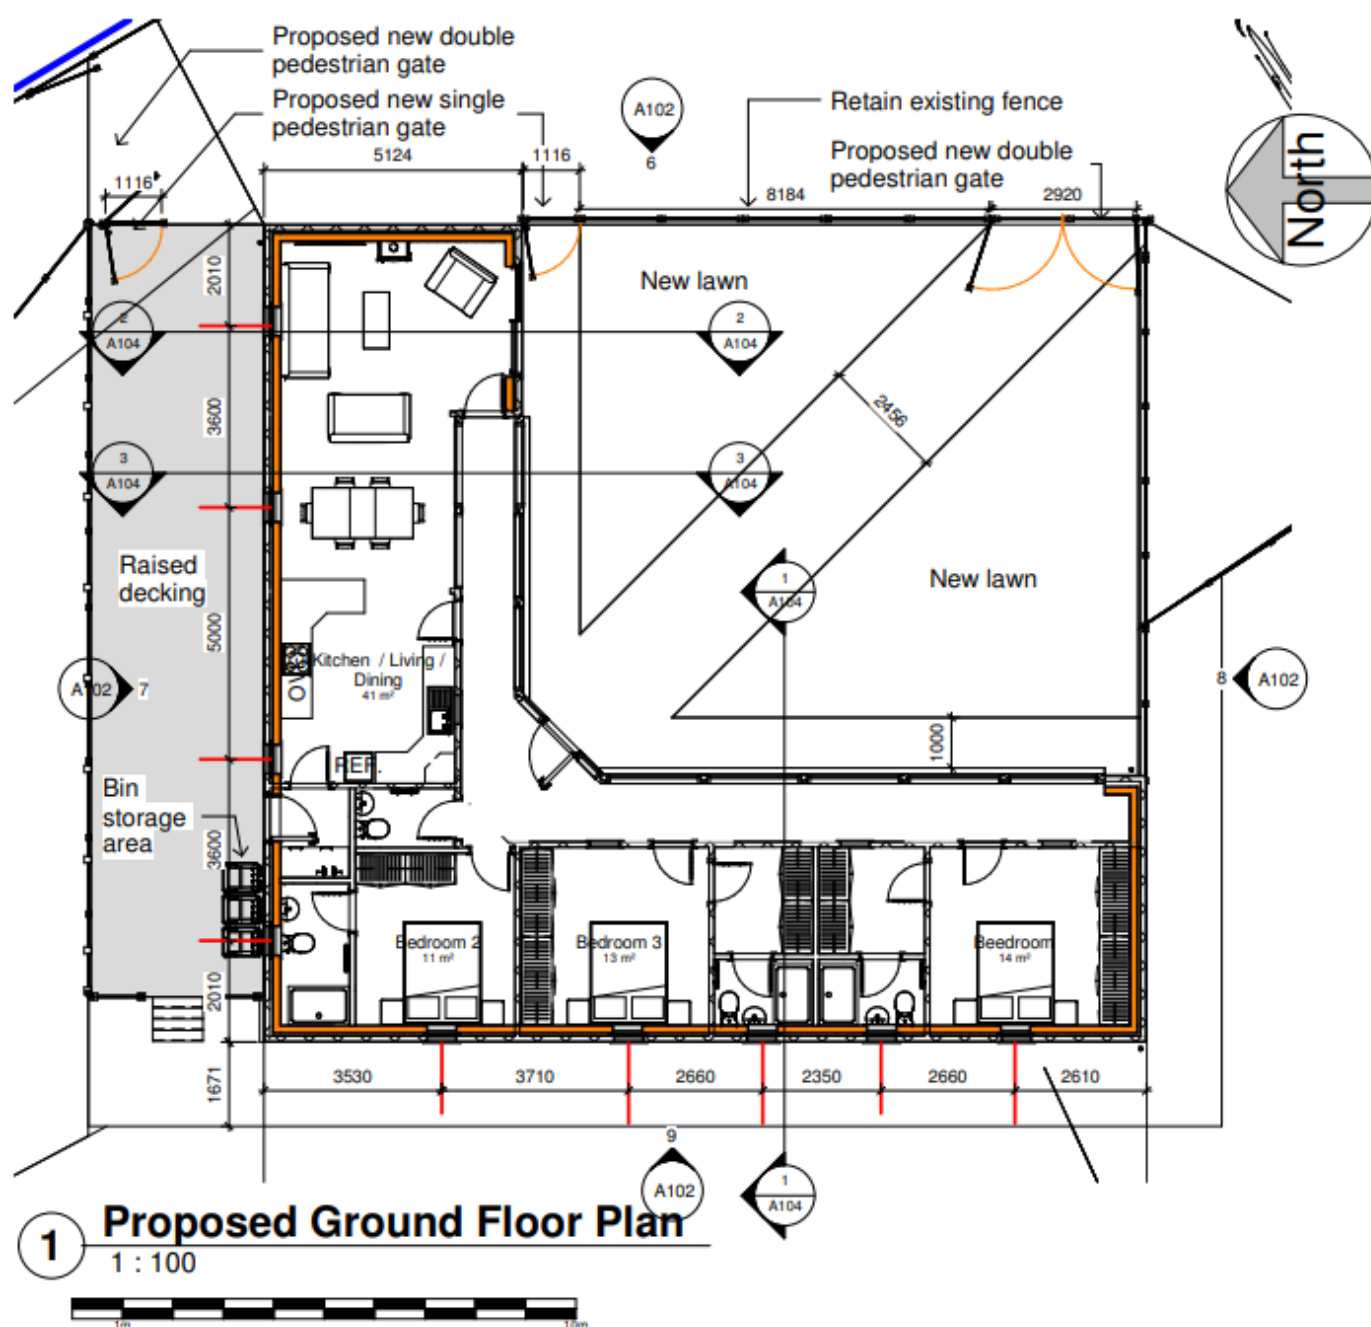 Proposed new double
pedestrian gate
Proposed new single
pedestrian gate
A102
6
Retain existing fence
Proposed new double
pedestrian gate
North
5124
1116
8184
2920
1116
2010
New lawn
2
A104
2
A104
3600
2456
3
A104
3
A104
Raised
decking
1
A104
New lawn
5000
Kitchen / Living /
Dining
41 m²
OV
A102
7
8
A102
1000
REF.
Bin
storage
area
3600
Bedroom 2
11 m²
Bedroom 3
13 m²
Beedroom
14 m²
2010
1671
3530
3710
2660
2350
2660
2610
9
A102
1
A104
1
Proposed Ground Floor Plan
1 : 100
1m
10m